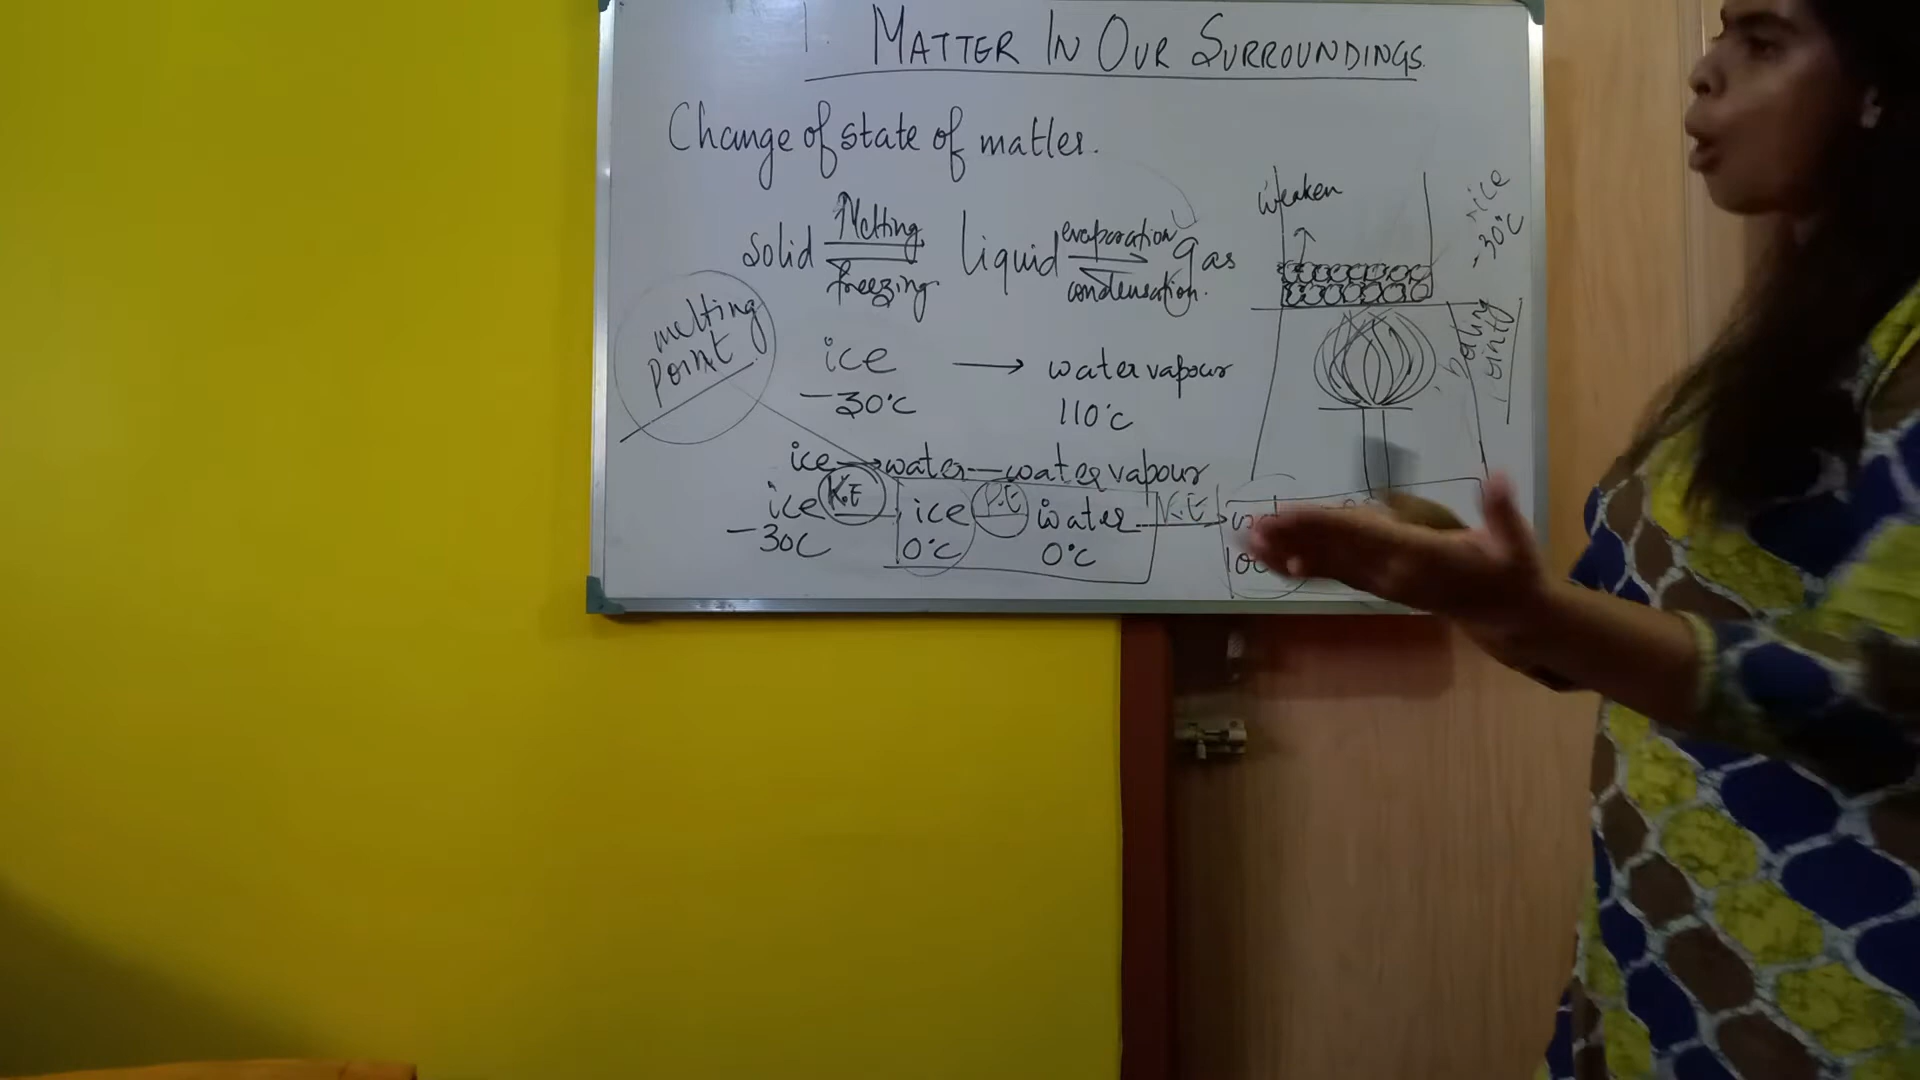 1. MATTER IN OUR SURROUNDINGS.
Change of state of matter.
solid Melting freezing liquid evaporation condensation. gas
weaken
ice -30°C
melting point
boiling point
ice -30°C → water vapour 110°C
ice → water — water vapour
ice K.E ice P.E water K.E
-30C 0°C 0°C